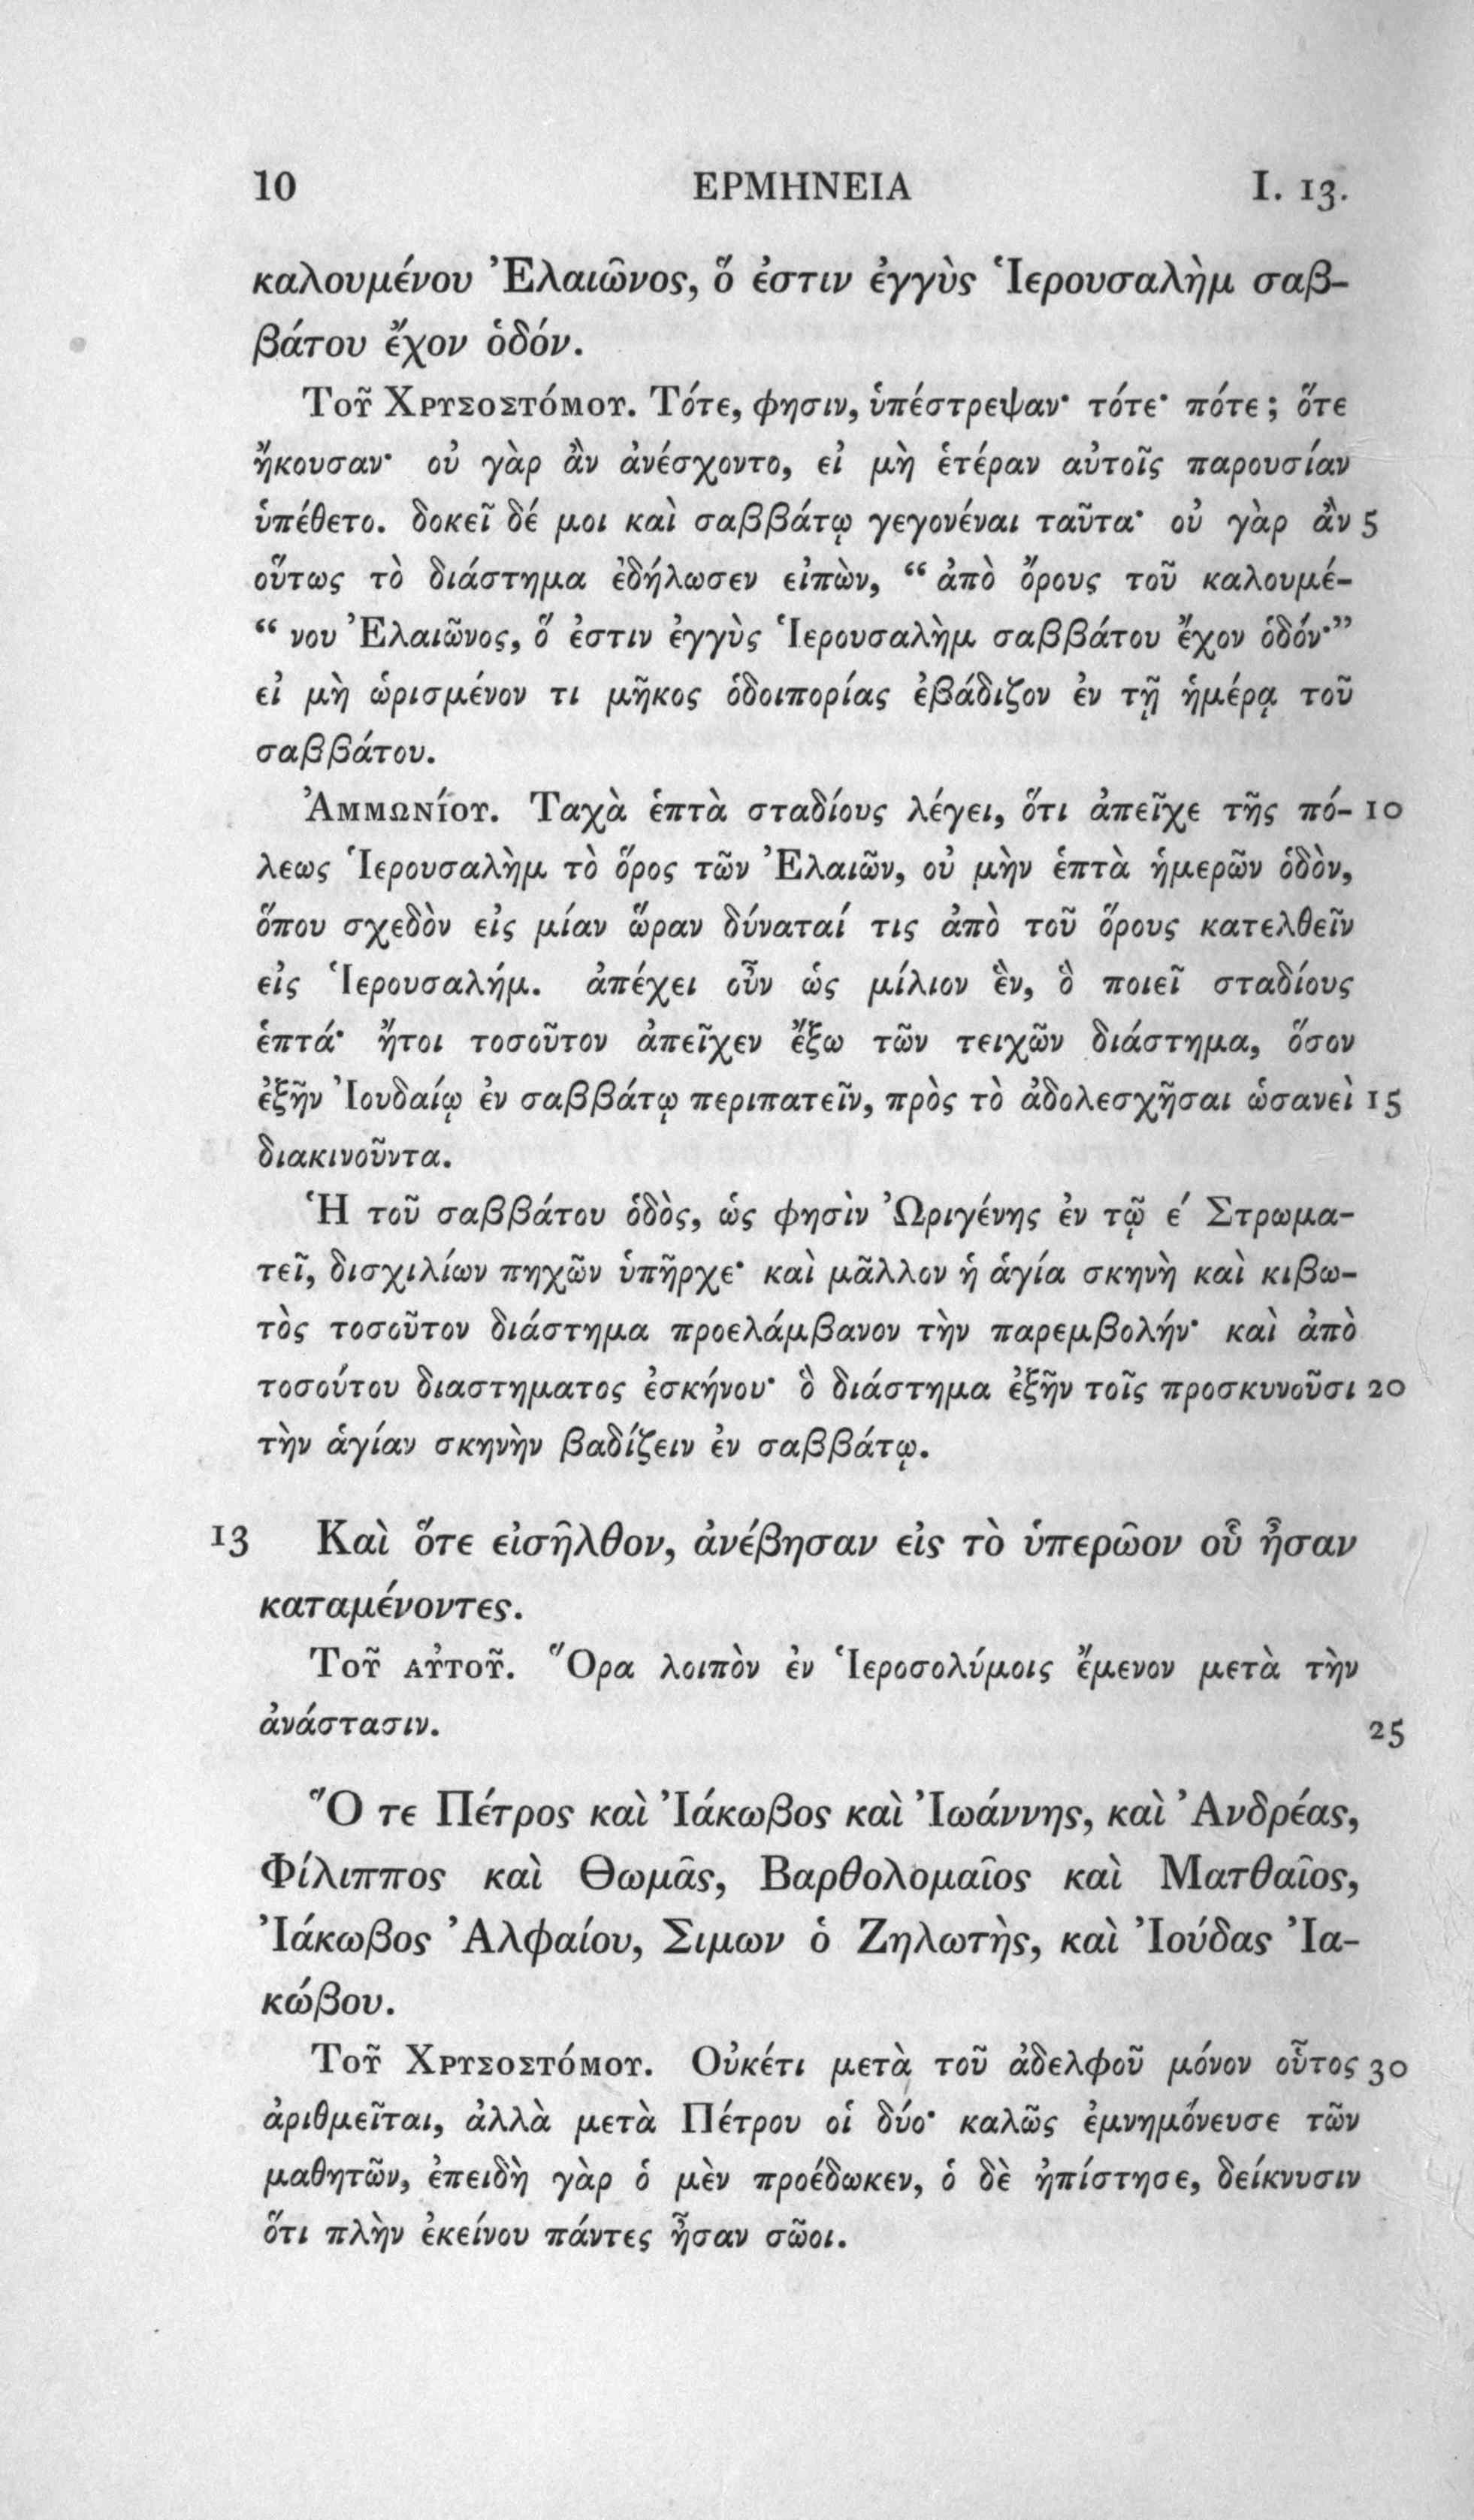 10 ΕΡΜΗΝΕΙΑ I. 13.
καλουμένου Ἐλαιῶνος, ὅ ἐστιν ἐγγὺς Ἱερουσαλὴμ σαβ-
βάτου ἔχον ὁδόν.
Τοῦ Χρυσοστόμου. Τότε, φησιν, ὑπέστρεψαν· τότε· πότε; ὅτε
ἤκουσαν· οὐ γὰρ ἂν ἀνέσχοντο, εἰ μὴ ἑτέραν αὐτοῖς παρουσίαν
ὑπέθετο. δοκεῖ δέ μοι καὶ σαββάτῳ γεγονέναι ταῦτα· οὐ γὰρ ἂν 5
οὕτως τὸ διάστημα ἐδήλωσεν εἰπὼν, “ ἀπὸ ὄρους τοῦ καλουμέ-
“ νου Ἐλαιῶνος, ὅ ἐστιν ἐγγὺς Ἱερουσαλὴμ σαββάτου ἔχον ὁδόν·”
εἰ μὴ ὡρισμένον τι μῆκος ὁδοιπορίας ἐβάδιζον ἐν τῇ ἡμέρᾳ τοῦ
σαββάτου.
Ἀμμωνίου. Ταχὰ ἑπτὰ σταδίους λέγει, ὅτι ἀπεῖχε τῆς πό- 10
λεως Ἱερουσαλὴμ τὸ ὅρος τῶν Ἐλαιῶν, οὐ μὴν ἑπτὰ ἡμερῶν ὁδὸν,
ὅπου σχεδὸν εἰς μίαν ὥραν δύναταί τις ἀπὸ τοῦ ὅρους κατελθεῖν
εἰς Ἱερουσαλήμ. ἀπέχει οὖν ὡς μίλιον ἓν, ὃ ποιεῖ σταδίους
ἑπτά· ἤτοι τοσοῦτον ἀπεῖχεν ἔξω τῶν τειχῶν διάστημα, ὅσον
ἐξῆν Ἰουδαίῳ ἐν σαββάτῳ περιπατεῖν, πρὸς τὸ ἀδολεσχῆσαι ὡσανεὶ 15
διακινοῦντα.
Ἡ τοῦ σαββάτου ὁδὸς, ὡς φησὶν Ὠριγένης ἐν τῷ έ Στρωμα-
τεῖ, δισχιλίων πηχῶν ὑπῆρχε· καὶ μᾶλλον ἡ ἁγία σκηνὴ καὶ κιβω-
τὸς τοσοῦτον διάστημα προελάμβανον τὴν παρεμβολήν· καὶ ἀπὸ
τοσούτου διαστηματος ἐσκήνου· ὃ διάστημα ἐξῆν τοῖς προσκυνοῦσι 20
τὴν ἁγίαν σκηνὴν βαδίζειν ἐν σαββάτῳ.
13 Καὶ ὅτε εἰσῆλθον, ἀνέβησαν εἰς τὸ ὑπερῶον οὗ ἦσαν
καταμένοντες.
Τοῦ αὐτοῦ. Ὅρα λοιπὸν ἐν Ἱεροσολύμοις ἔμενον μετὰ τὴν
ἀνάστασιν. 25
Ὅ τε Πέτρος καὶ Ἰάκωβος καὶ Ἰωάννης, καὶ Ἀνδρέας,
Φίλιππος καὶ Θωμᾶς, Βαρθολομαῖος καὶ Ματθαῖος,
Ἰάκωβος Ἀλφαίου, Σιμων ὁ Ζηλωτὴς, καὶ Ἰούδας Ἰα-
κώβου.
Τοῦ Χρυσοστόμου. Οὐκέτι μετὰ τοῦ ἀδελφοῦ μόνον οὗτος 30
ἀριθμεῖται, ἀλλὰ μετὰ Πέτρου οἱ δύο· καλῶς ἐμνημόνευσε τῶν
μαθητῶν, ἐπειδὴ γὰρ ὁ μὲν προέδωκεν, ὁ δὲ ἠπίστησε, δείκνυσιν
ὅτι πλὴν ἐκείνου πάντες ἦσαν σῶοι.